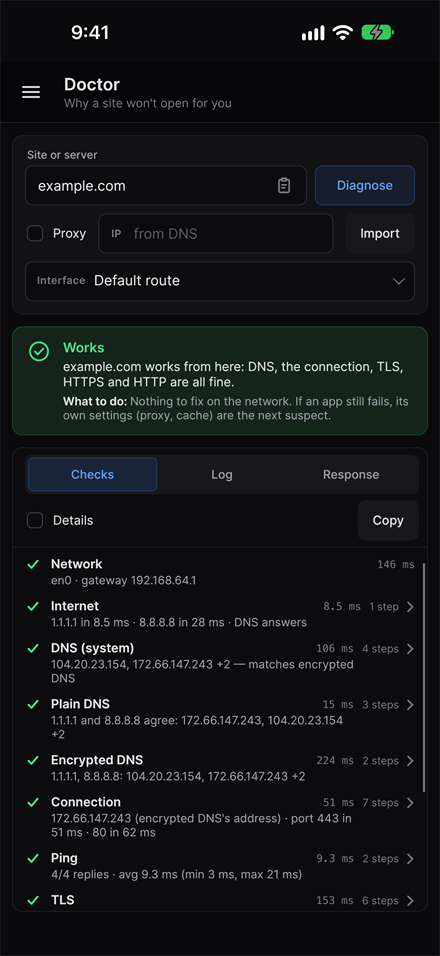 9:41
Doctor
Why a site won't open for you
Site or server
example.com
Diagnose
Proxy
IP from DNS
Import
Interface Default route
Works
example.com works from here: DNS, the connection, TLS,
HTTPS and HTTP are all fine.
What to do: Nothing to fix on the network. If an app still fails, its
own settings (proxy, cache) are the next suspect.
Checks Log Response
Details
Copy
Network 146 ms
en0 · gateway 192.168.64.1
Internet 8.5 ms 1 step
1.1.1.1 in 8.5 ms · 8.8.8.8 in 28 ms · DNS answers
DNS (system) 106 ms 4 steps
104.20.23.154, 172.66.147.243 +2 — matches encrypted
DNS
Plain DNS 15 ms 3 steps
1.1.1.1 and 8.8.8.8 agree: 172.66.147.243, 104.20.23.154
+2
Encrypted DNS 224 ms 2 steps
1.1.1.1, 8.8.8.8: 104.20.23.154, 172.66.147.243 +2
Connection 51 ms 7 steps
172.66.147.243 (encrypted DNS's address) · port 443 in
51 ms · 80 in 62 ms
Ping 9.3 ms 2 steps
4/4 replies · avg 9.3 ms (min 3 ms, max 21 ms)
TLS 153 ms 6 steps